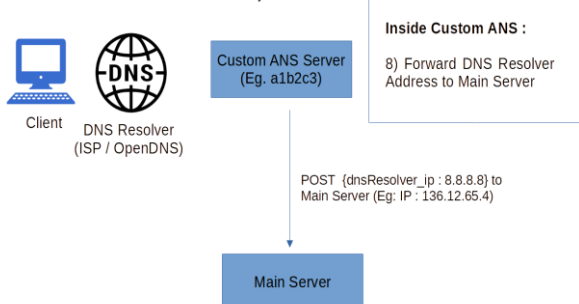 Inside Custom ANS :
8) Forward DNS Resolver
Address to Main Server
Custom ANS Server
(Eg. a1b2c3)
DNS
Client
DNS Resolver
(ISP / OpenDNS)
POST {dnsResolver_ip : 8.8.8.8} to
Main Server (Eg: IP : 136.12.65.4)
Main Server